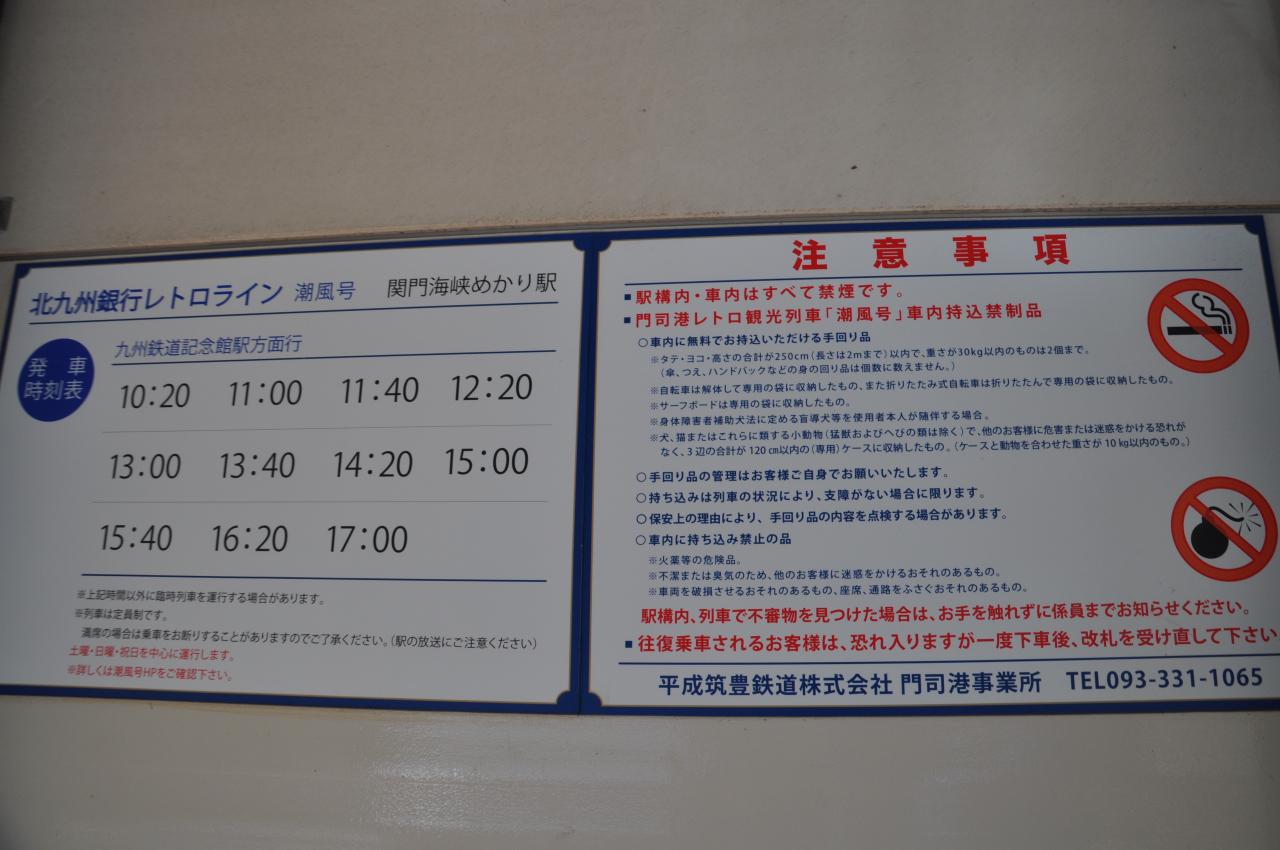 北九州銀行レトロライン 潮風号 関門海峡めかり駅
発車
時刻表
九州鉄道記念館駅方面行
10:20 11:00 11:40 12:20
13:00 13:40 14:20 15:00
15:40 16:20 17:00
※上記時間以外に臨時列車を運行する場合があります。
※列車は定員制です。
満席の場合は乗車をお断りすることがありますのでご了承ください。(駅の放送にご注意ください)
土曜・日曜・祝日を中心に運行します。
※詳しくは潮風号HPをご確認下さい。
注意事項
■駅構内・車内はすべて禁煙です。
■門司港レトロ観光列車「潮風号」車内持込禁制品
○車内に無料でお持込いただける手回り品
※タテ・ヨコ・高さの合計が250cm(長さは2mまで)以内で、重さが30kg以内のものは2個まで。
(傘、つえ、ハンドバックなどの身の回り品は個数に数えません。)
※自転車は解体して専用の袋に収納したもの、また折りたたみ式自転車は折りたたんで専用の袋に収納したもの。
※サーフボードは専用の袋に収納したもの。
※身体障害者補助犬法に定める盲導犬等を使用者本人が随伴する場合。
※犬、猫またはこれらに類する小動物(猛獣およびへびの類は除く)で、他のお客様に危害または迷惑をかける恐れが
なく、3辺の合計が120cm以内の(専用)ケースに収納したもの。(ケースと動物を合わせた重さが10kg以内のもの。)
○手回り品の管理はお客様ご自身でお願いいたします。
○持ち込みは列車の状況により、支障がない場合に限ります。
○保安上の理由により、手回り品の内容を点検する場合があります。
○車内に持ち込み禁止の品
※火薬等の危険品。
※不潔または臭気のため、他のお客様に迷惑をかけるおそれのあるもの。
※車両を破損させるおそれのあるもの、座席、通路をふさぐおそれのあるもの。
駅構内、列車で不審物を見つけた場合は、お手を触れずに係員までお知らせください。
■往復乗車されるお客様は、恐れ入りますが一度下車後、改札を受け直して下さい
平成筑豊鉄道株式会社 門司港事業所 TEL093-331-1065